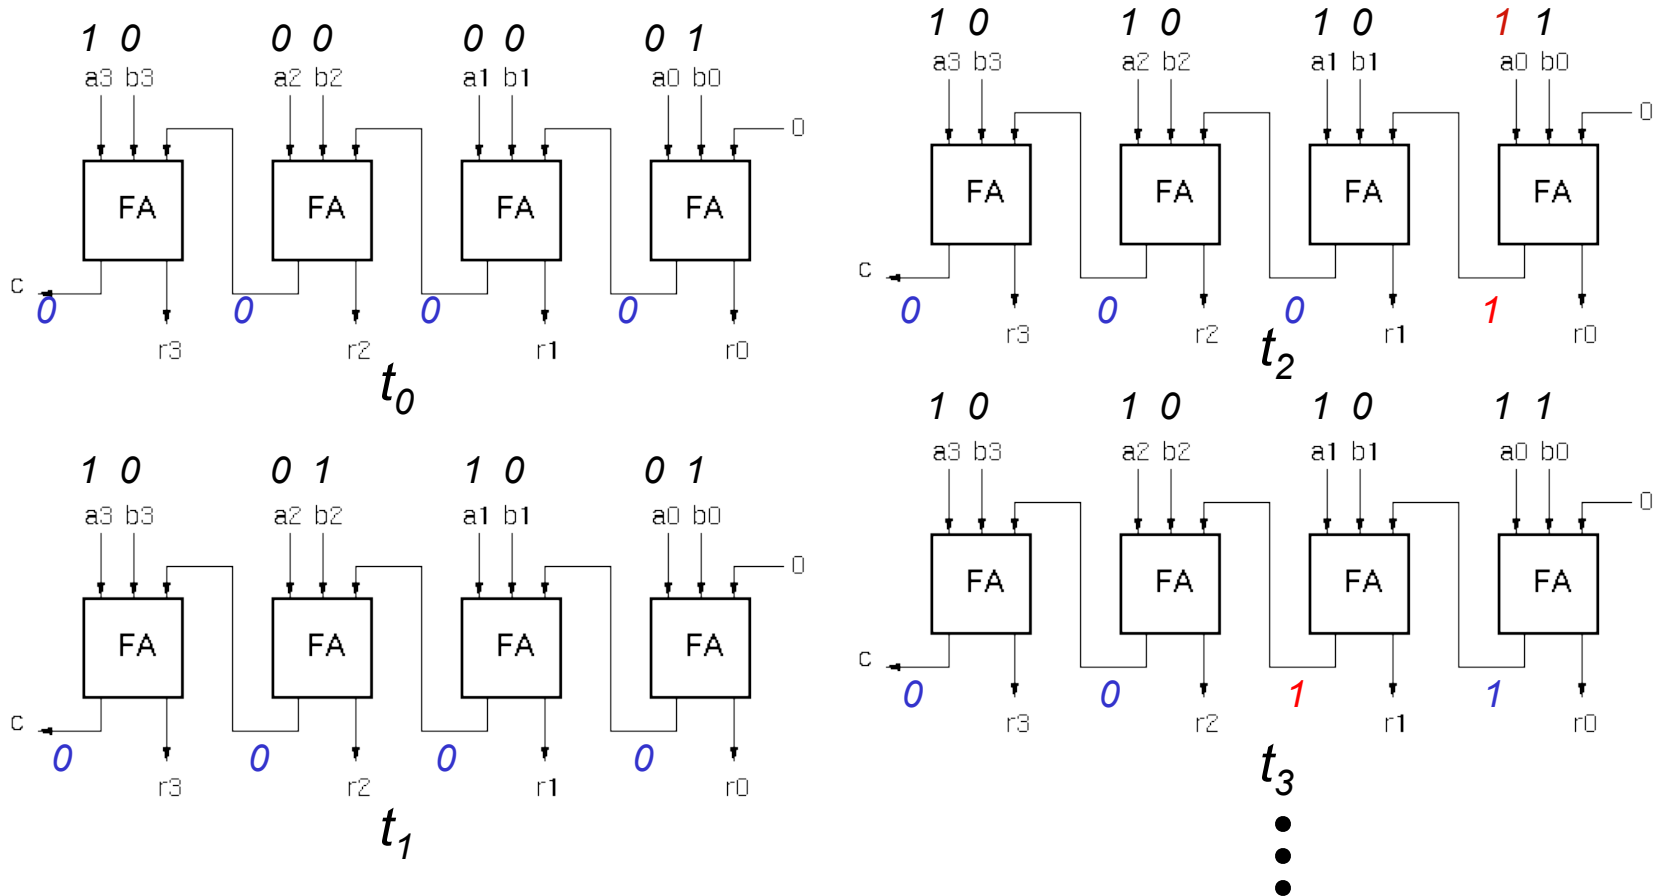 1 0 0 0 0 0 0 1
a3 b3 a2 b2 a1 b1 a0 b0
0
FA FA FA FA
c
0 0 0 0
r3 r2 r1 r0
t0
1 0 0 1 1 0 0 1
a3 b3 a2 b2 a1 b1 a0 b0
0
FA FA FA FA
c
0 0 0 0
r3 r2 r1 r0
t1
1 0 1 0 1 0 1 1
a3 b3 a2 b2 a1 b1 a0 b0
0
FA FA FA FA
c
0 0 0 1
r3 r2 r1 r0
t2
1 0 1 0 1 0 1 1
a3 b3 a2 b2 a1 b1 a0 b0
0
FA FA FA FA
c
0 0 1 1
r3 r2 r1 r0
t3